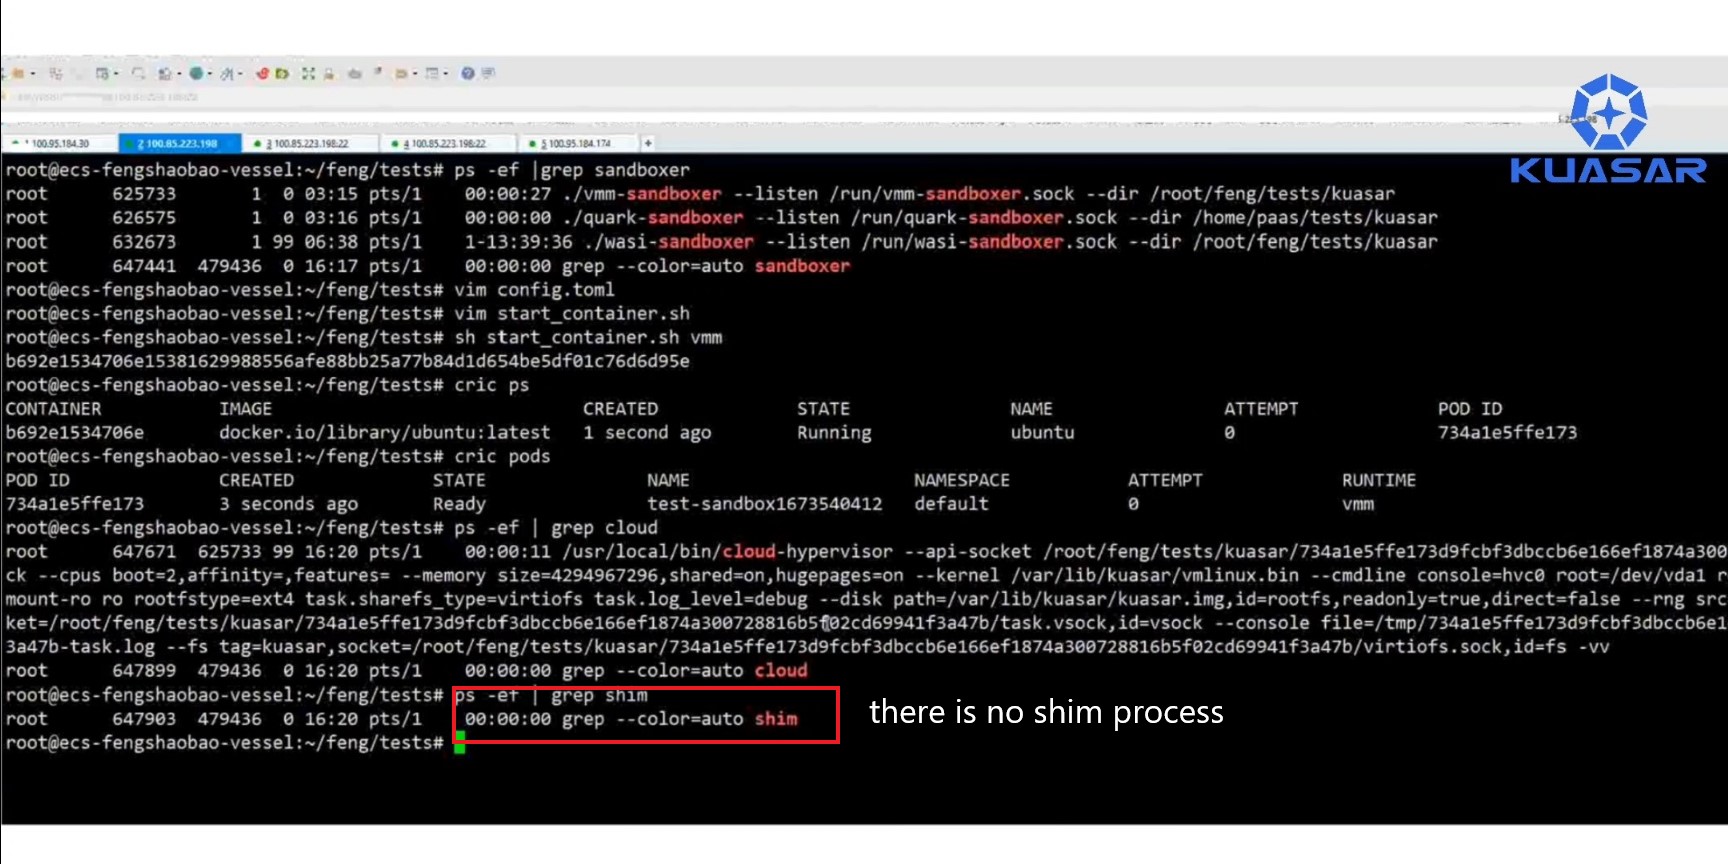 1 100.95.184.30
2 100.85.223.198
3 100.85.223.198:22
4 100.85.223.198:22
5 100.95.184.174
+
KUASAR
root@ecs-fengshaobao-vessel:~/feng/tests# ps -ef |grep sandboxer
root 625733 1 0 03:15 pts/1 00:00:27 ./vmm-sandboxer --listen /run/vmm-sandboxer.sock --dir /root/feng/tests/kuasar
root 626575 1 0 03:16 pts/1 00:00:00 ./quark-sandboxer --listen /run/quark-sandboxer.sock --dir /home/paas/tests/kuasar
root 632673 1 99 06:38 pts/1 1-13:39:36 ./wasi-sandboxer --listen /run/wasi-sandboxer.sock --dir /root/feng/tests/kuasar
root 647441 479436 0 16:17 pts/1 00:00:00 grep --color=auto sandboxer
root@ecs-fengshaobao-vessel:~/feng/tests# vim config.toml
root@ecs-fengshaobao-vessel:~/feng/tests# vim start_container.sh
root@ecs-fengshaobao-vessel:~/feng/tests# sh start_container.sh vmm
b692e1534706e15381629988556afe88bb25a77b84d1d654be5df01c76d6d95e
root@ecs-fengshaobao-vessel:~/feng/tests# cric ps
CONTAINER IMAGE CREATED STATE NAME ATTEMPT POD ID
b692e1534706e docker.io/library/ubuntu:latest 1 second ago Running ubuntu 0 734a1e5ffe173
root@ecs-fengshaobao-vessel:~/feng/tests# cric pods
POD ID CREATED STATE NAME NAMESPACE ATTEMPT RUNTIME
734a1e5ffe173 3 seconds ago Ready test-sandbox1673540412 default 0 vmm
root@ecs-fengshaobao-vessel:~/feng/tests# ps -ef | grep cloud
root 647671 625733 99 16:20 pts/1 00:00:11 /usr/local/bin/cloud-hypervisor --api-socket /root/feng/tests/kuasar/734a1e5ffe173d9fcbf3dbccb6e166ef1874a300
ck --cpus boot=2,affinity=,features= --memory size=4294967296,shared=on,hugepages=on --kernel /var/lib/kuasar/vmlinux.bin --cmdline console=hvc0 root=/dev/vda1 r
mount-ro ro rootfstype=ext4 task.sharefs_type=virtiofs task.log_level=debug --disk path=/var/lib/kuasar/kuasar.img,id=rootfs,readonly=true,direct=false --rng src
ket=/root/feng/tests/kuasar/734a1e5ffe173d9fcbf3dbccb6e166ef1874a300728816b5f02cd69941f3a47b/task.vsock,id=vsock --console file=/tmp/734a1e5ffe173d9fcbf3dbccb6e1
3a47b-task.log --fs tag=kuasar,socket=/root/feng/tests/kuasar/734a1e5ffe173d9fcbf3dbccb6e166ef1874a300728816b5f02cd69941f3a47b/virtiofs.sock,id=fs -vv
root 647899 479436 0 16:20 pts/1 00:00:00 grep --color=auto cloud
root@ecs-fengshaobao-vessel:~/feng/tests# ps -ef | grep shim
root 647903 479436 0 16:20 pts/1 00:00:00 grep --color=auto shim
there is no shim process
root@ecs-fengshaobao-vessel:~/feng/tests#